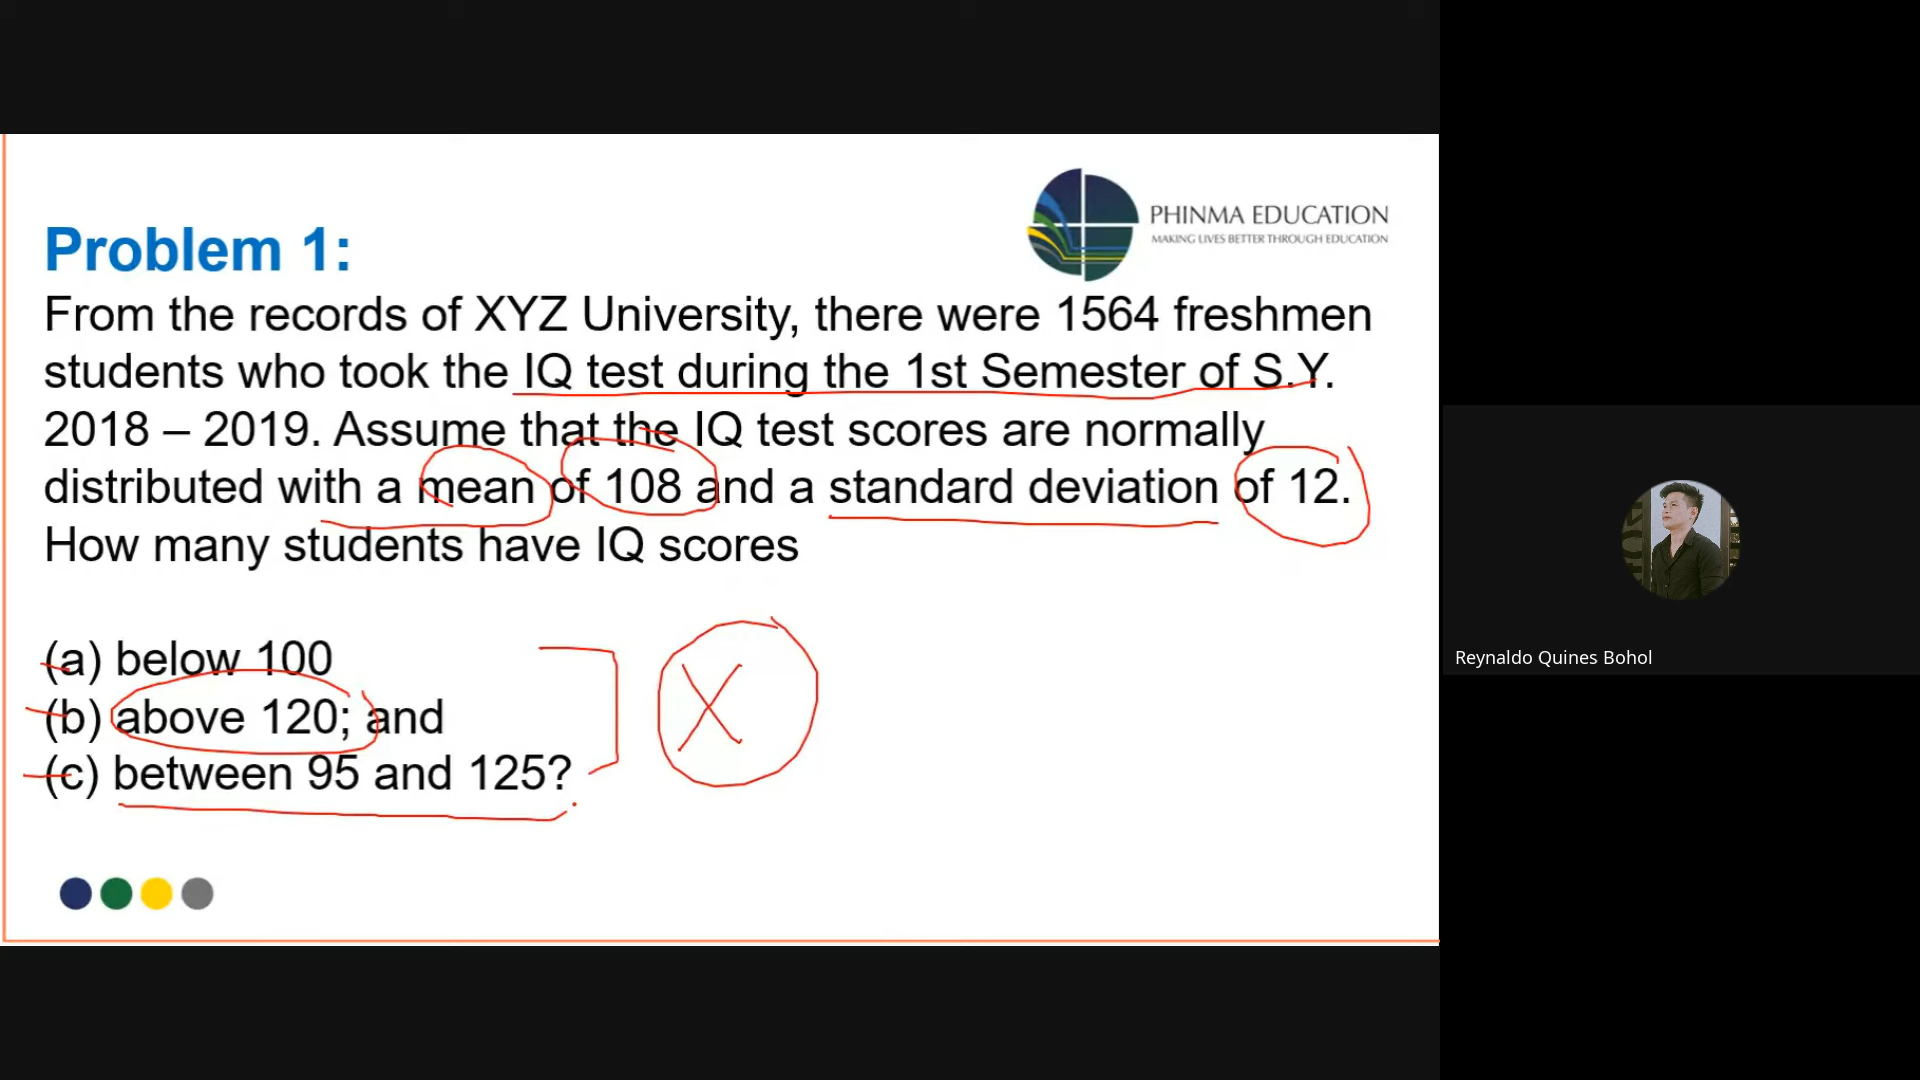 PHINMA EDUCATION
MAKING LIVES BETTER THROUGH EDUCATION
Problem 1:
From the records of XYZ University, there were 1564 freshmen
students who took the IQ test during the 1st Semester of S.Y.
2018 – 2019. Assume that the IQ test scores are normally
distributed with a mean of 108 and a standard deviation of 12.
How many students have IQ scores
(a) below 100
(b) above 120; and
(c) between 95 and 125?
X
Reynaldo Quines Bohol